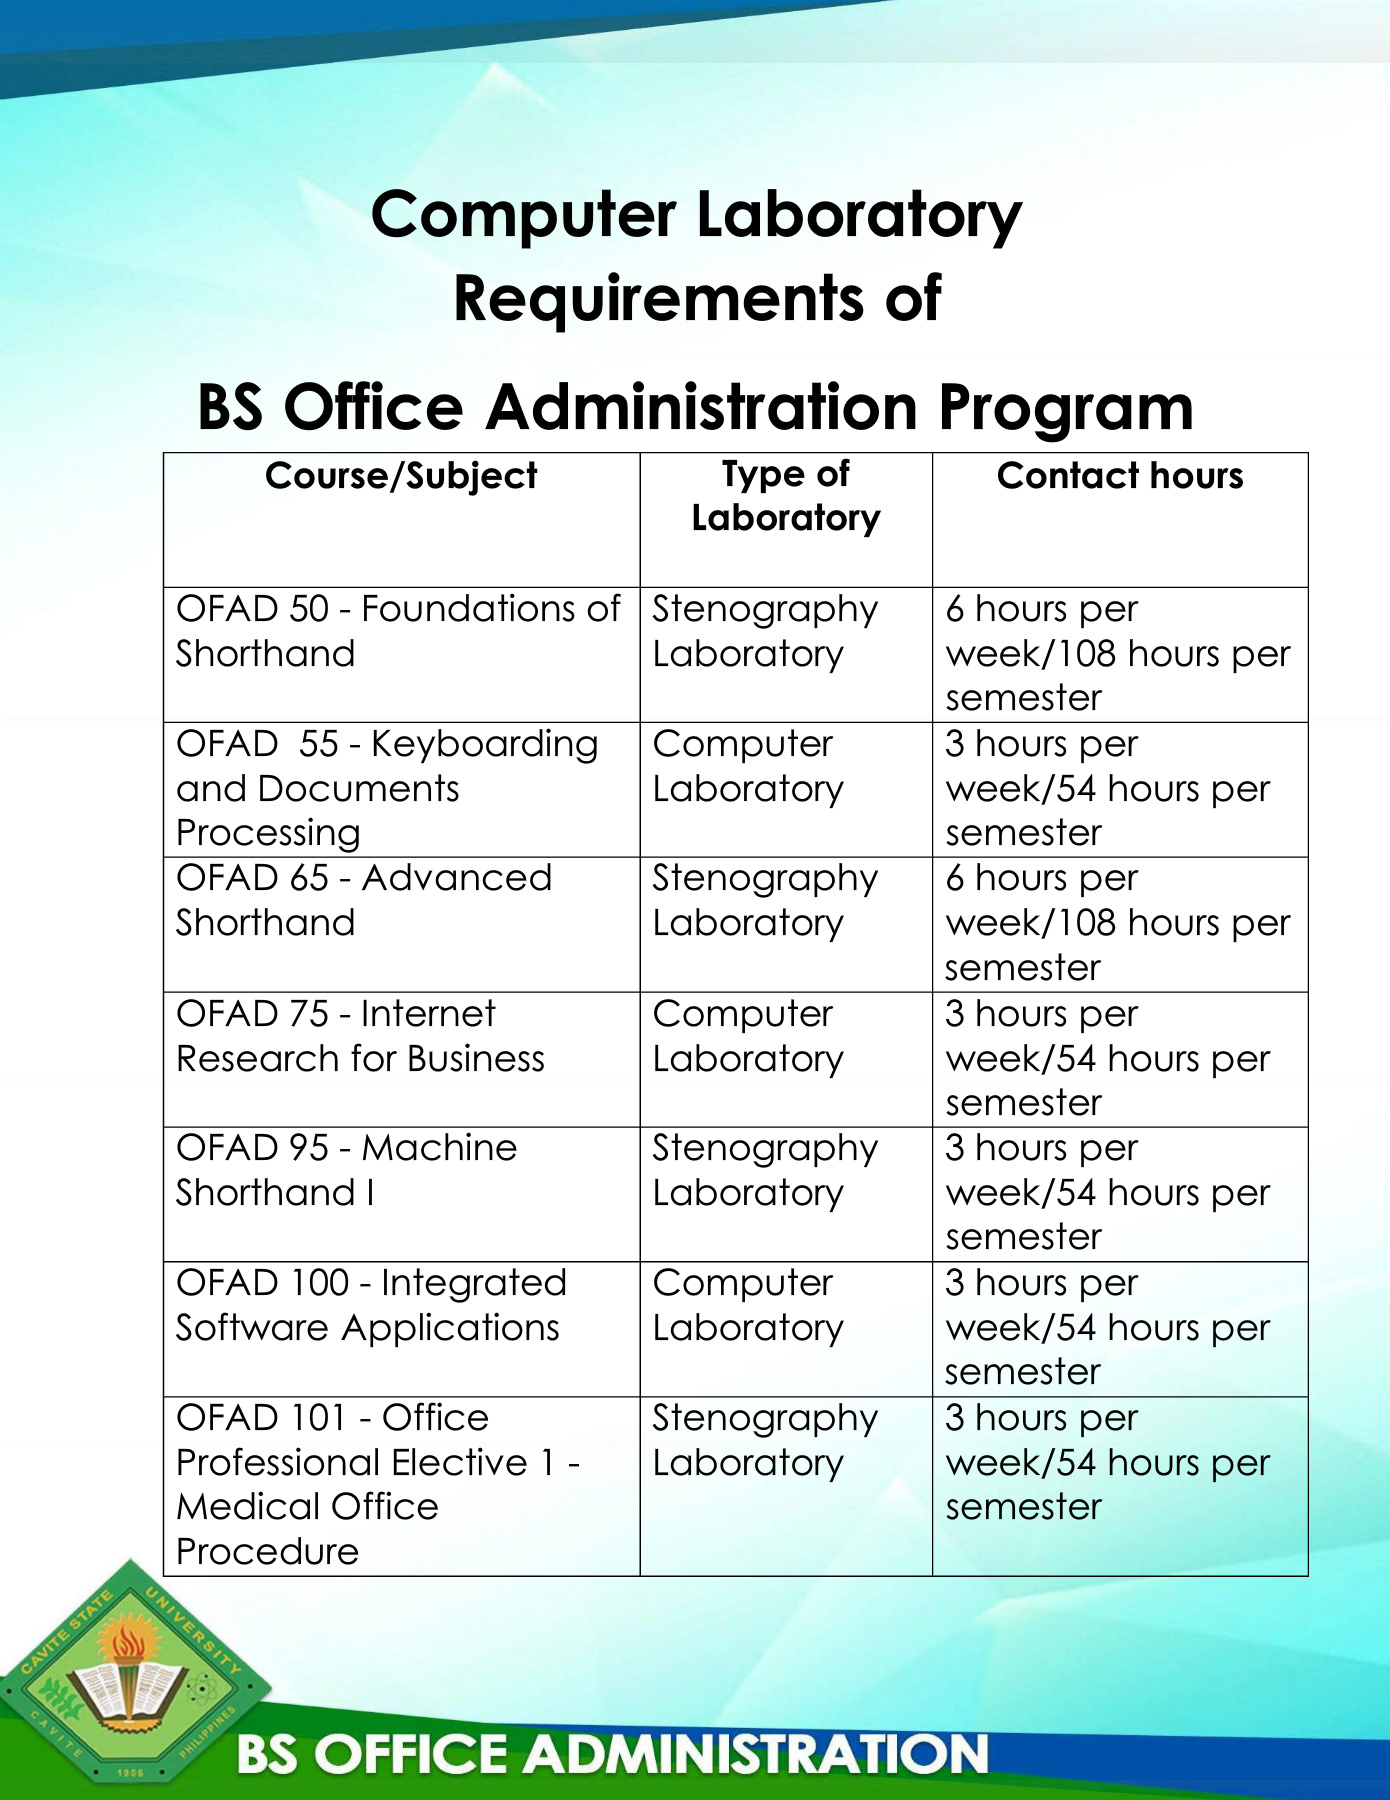 Computer Laboratory
Requirements of
BS Office Administration Program
Course/Subject
Type of
Laboratory
Contact hours
OFAD 50 - Foundations of
Shorthand
Stenography
Laboratory
6 hours per
week/108 hours per
semester
OFAD  55 - Keyboarding
and Documents
Processing
Computer
Laboratory
3 hours per
week/54 hours per
semester
OFAD 65 - Advanced
Shorthand
Stenography
Laboratory
6 hours per
week/108 hours per
semester
OFAD 75 - Internet
Research for Business
Computer
Laboratory
3 hours per
week/54 hours per
semester
OFAD 95 - Machine
Shorthand I
Stenography
Laboratory
3 hours per
week/54 hours per
semester
OFAD 100 - Integrated
Software Applications
Computer
Laboratory
3 hours per
week/54 hours per
semester
OFAD 101 - Office
Professional Elective 1 -
Medical Office
Procedure
Stenography
Laboratory
3 hours per
week/54 hours per
semester
CAVITE STATE UNIVERSITY
CAVITE PHILIPPINES
1906
BS OFFICE ADMINISTRATION